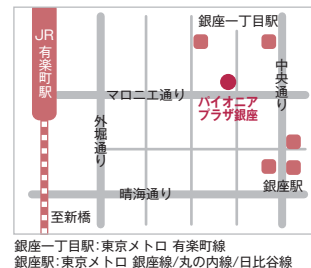 銀座一丁目駅
JR
有楽町駅
中央通り
マロニエ通り
パイオニア
プラザ銀座
外堀通り
銀座駅
晴海通り
至新橋
銀座一丁目駅:東京メトロ 有楽町線
銀座駅:東京メトロ 銀座線/丸の内線/日比谷線